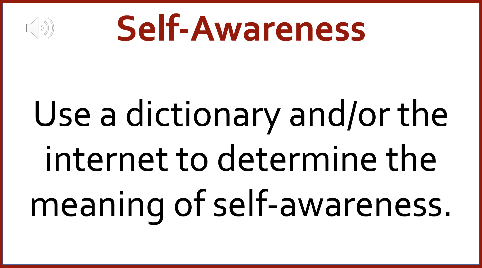 Self-Awareness
Use a dictionary and/or the
internet to determine the
meaning of self-awareness.